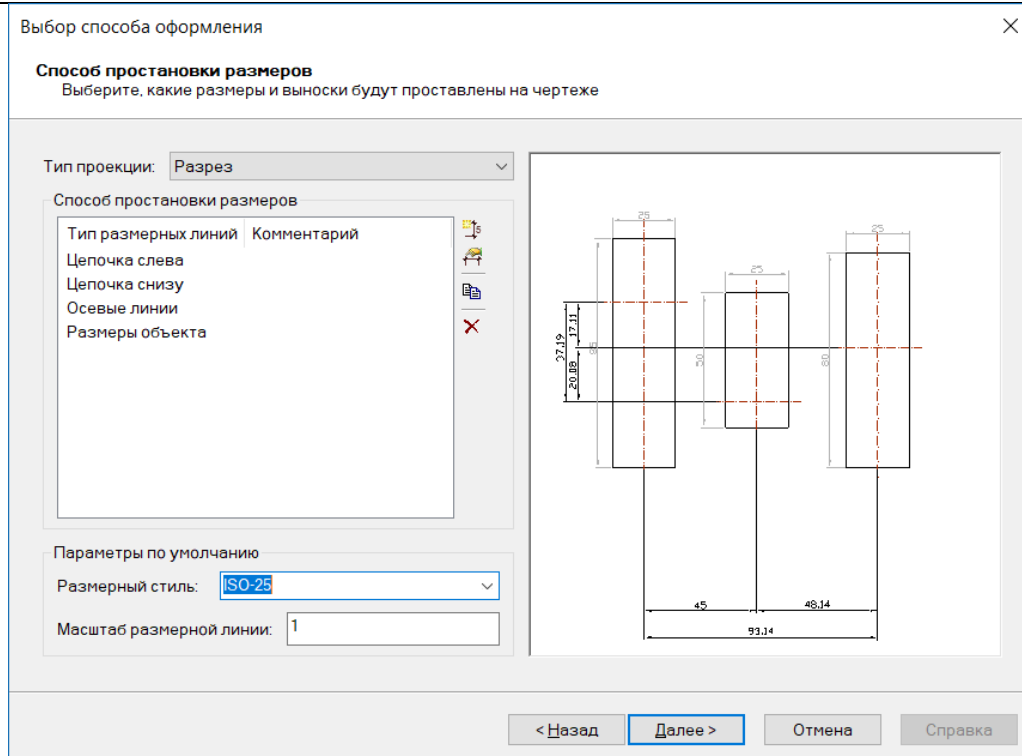 Выбор способа оформления
Способ простановки размеров
Выберите, какие размеры и выноски будут проставлены на чертеже
Тип проекции: Разрез
Способ простановки размеров
Тип размерных линий Комментарий
Цепочка слева
Цепочка снизу
Осевые линии
Размеры объекта
Параметры по умолчанию
Размерный стиль: ISO-25
Масштаб размерной линии: 1
25
25
25
37.19
17.11
20.08
95
50
80
45
48.14
93.14
< Назад
Далее >
Отмена
Справка